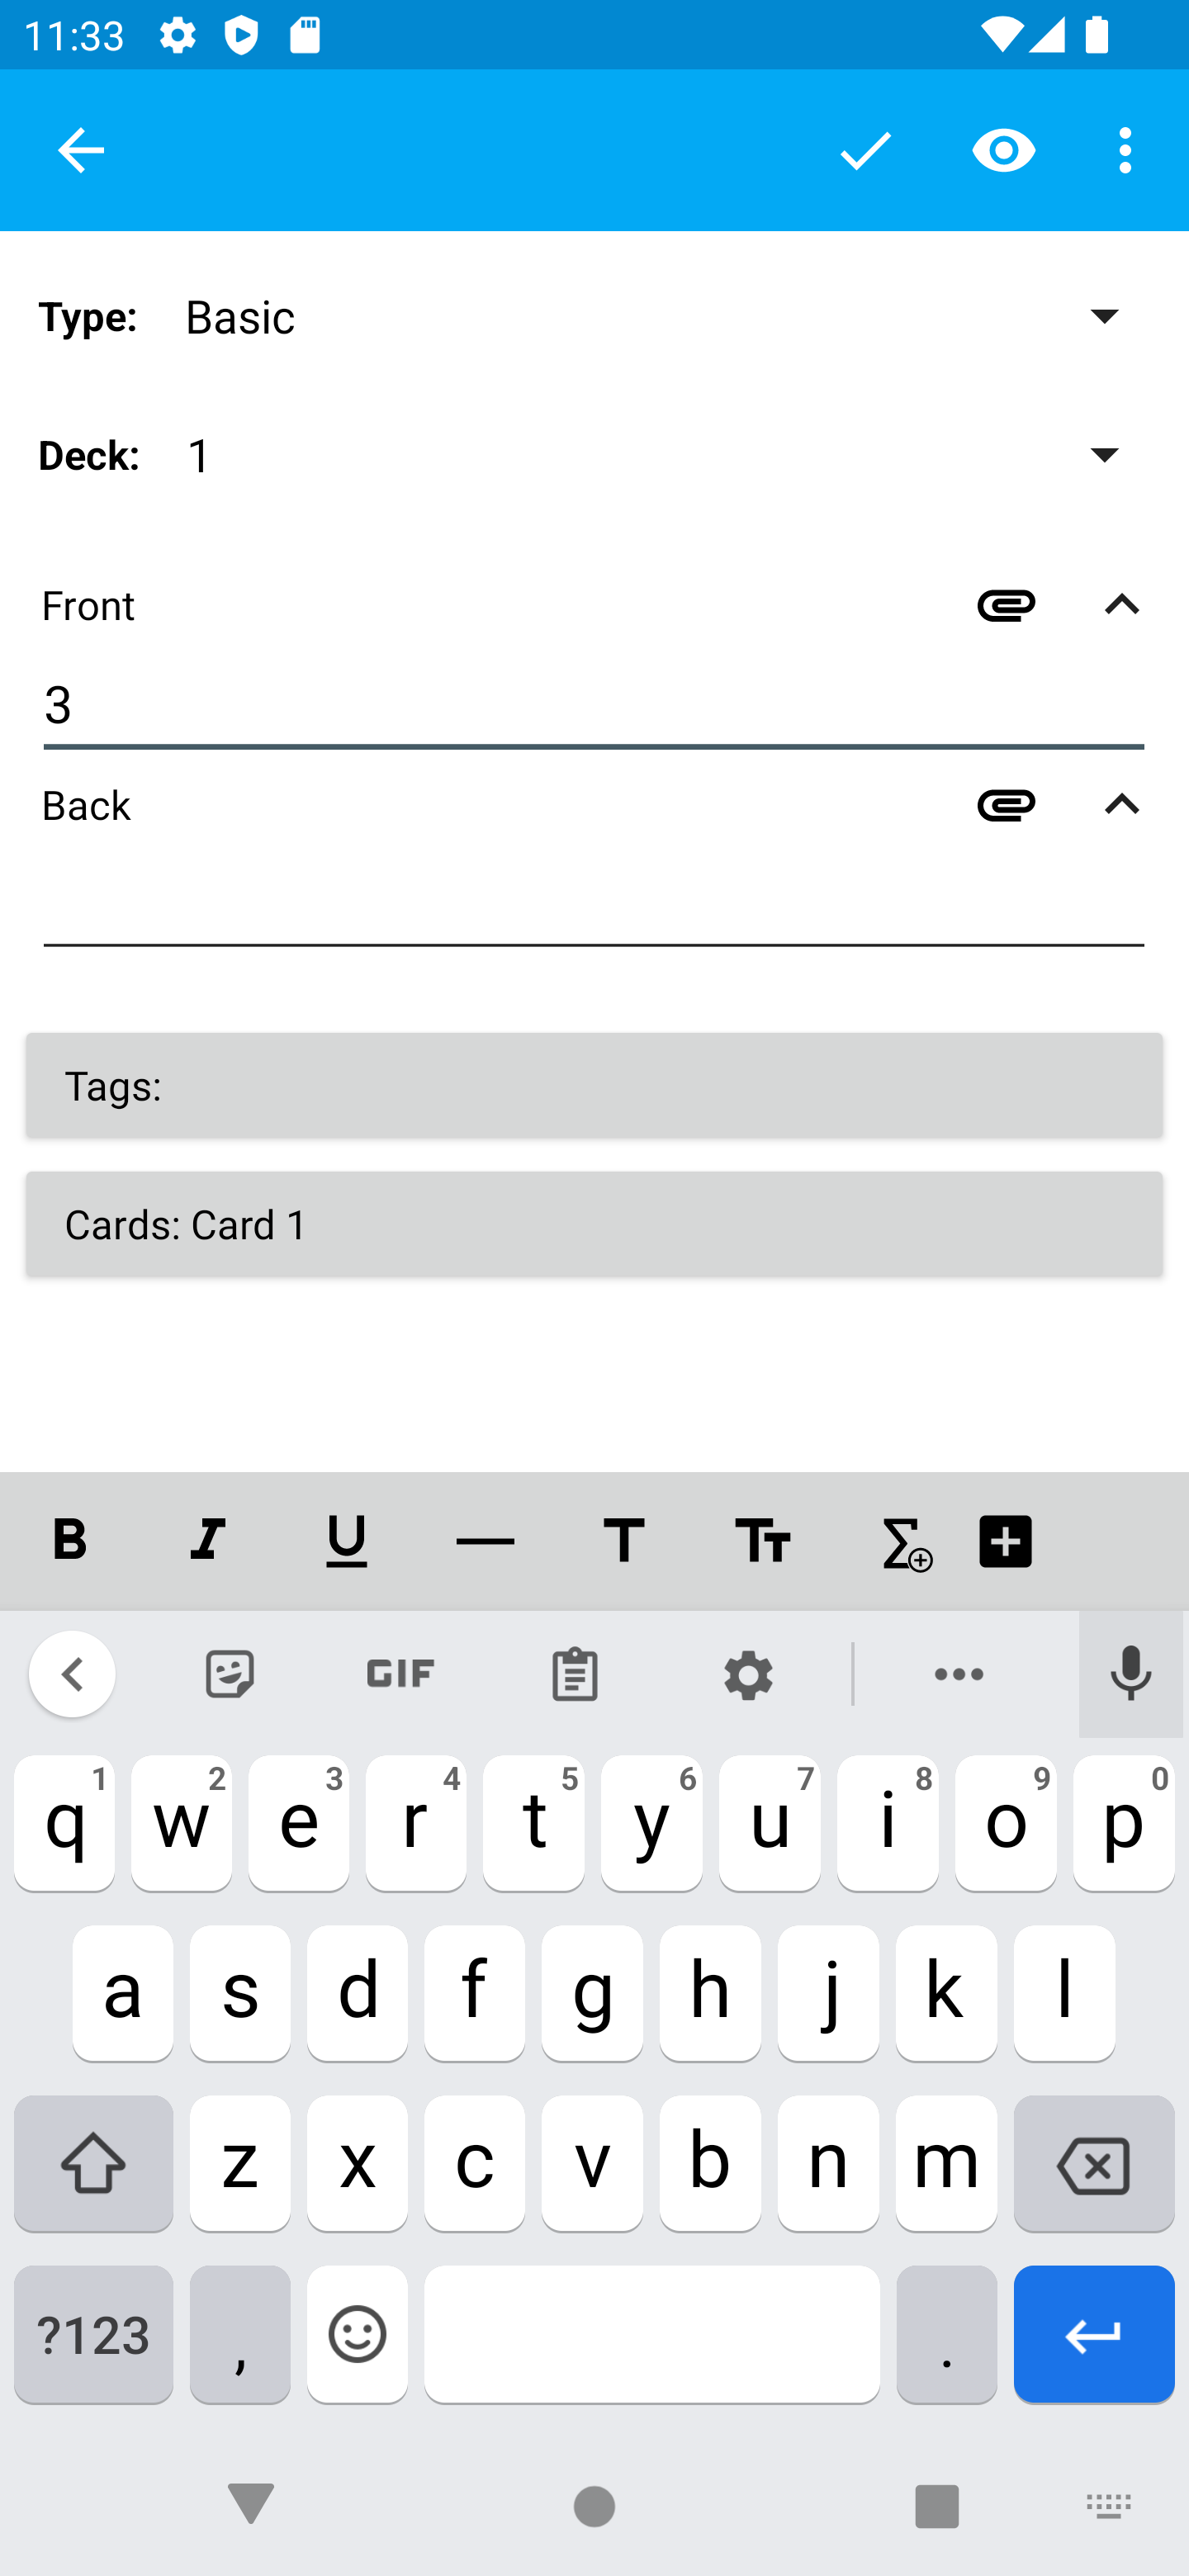 11:33
Type: Basic
Deck: 1
Front
3
Back
Tags:
Cards: Card 1
B I U T Tт
GIF
q 1 w 2 e 3 r 4 t 5 y 6 u 7 i 8 o 9 p 0
a s d f g h j k l
z x c v b n m
?123 , .